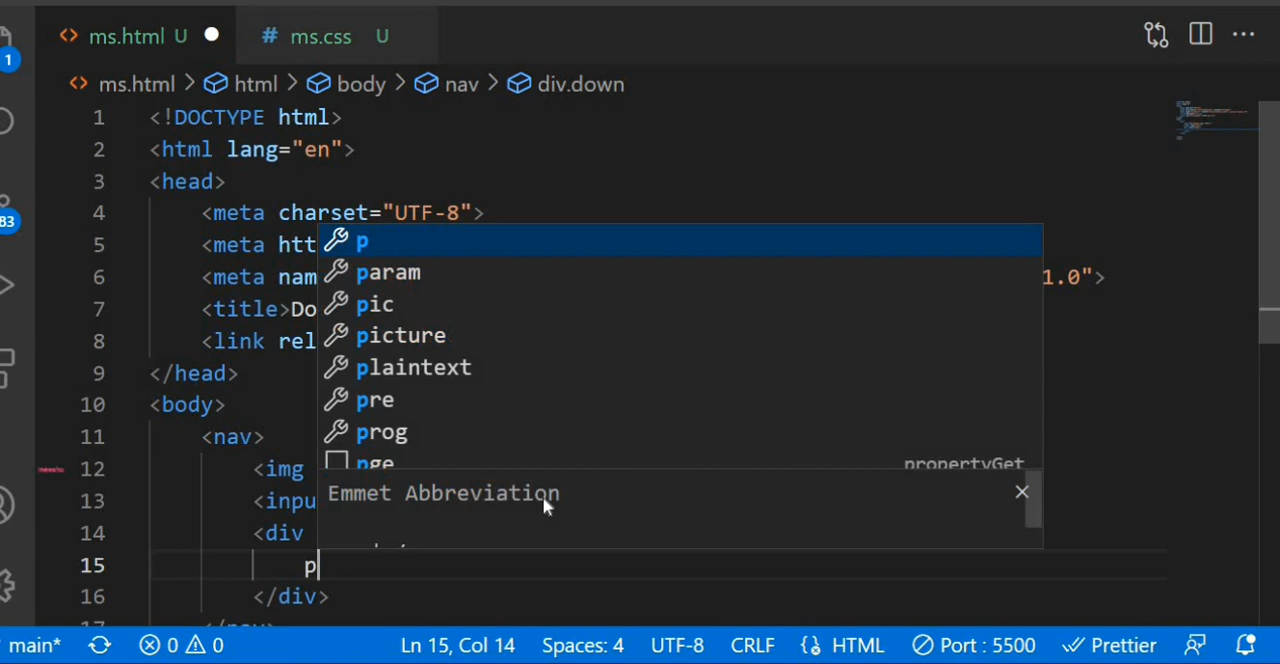 ms.html U ms.css U
1
ms.html > html > body > nav > div.down
1 <!DOCTYPE html>
2 <html lang="en">
3 <head>
4 <meta charset="UTF-8">
83
5 <meta htt
6 <meta nam 1.0">
7 <title>Do
8 <link rel
9 </head>
10 <body>
11 <nav>
12 <img
13 <inpu
14 <div
15 p
16 </div>
p
param
pic
picture
plaintext
pre
prog
pge propertyGet
Emmet Abbreviation
17 </nav>
main* 0 0 Ln 15, Col 14 Spaces: 4 UTF-8 CRLF {} HTML Port : 5500 Prettier